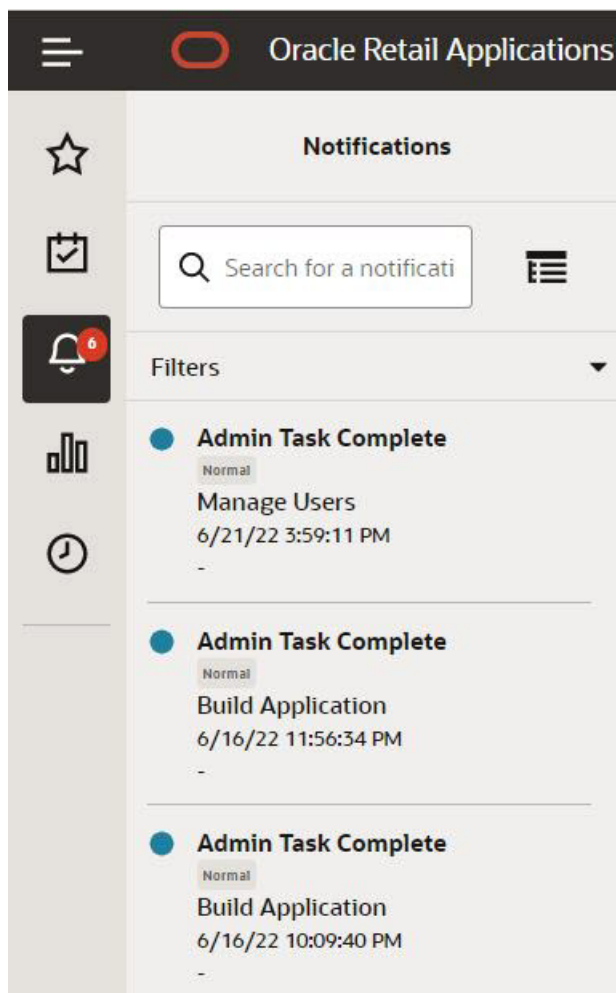 Oracle Retail Applications
Notifications
Search for a notificati
6
Filters
Admin Task Complete
Normal
Manage Users
6/21/22 3:59:11 PM
-
Admin Task Complete
Normal
Build Application
6/16/22 11:56:34 PM
-
Admin Task Complete
Normal
Build Application
6/16/22 10:09:40 PM
-